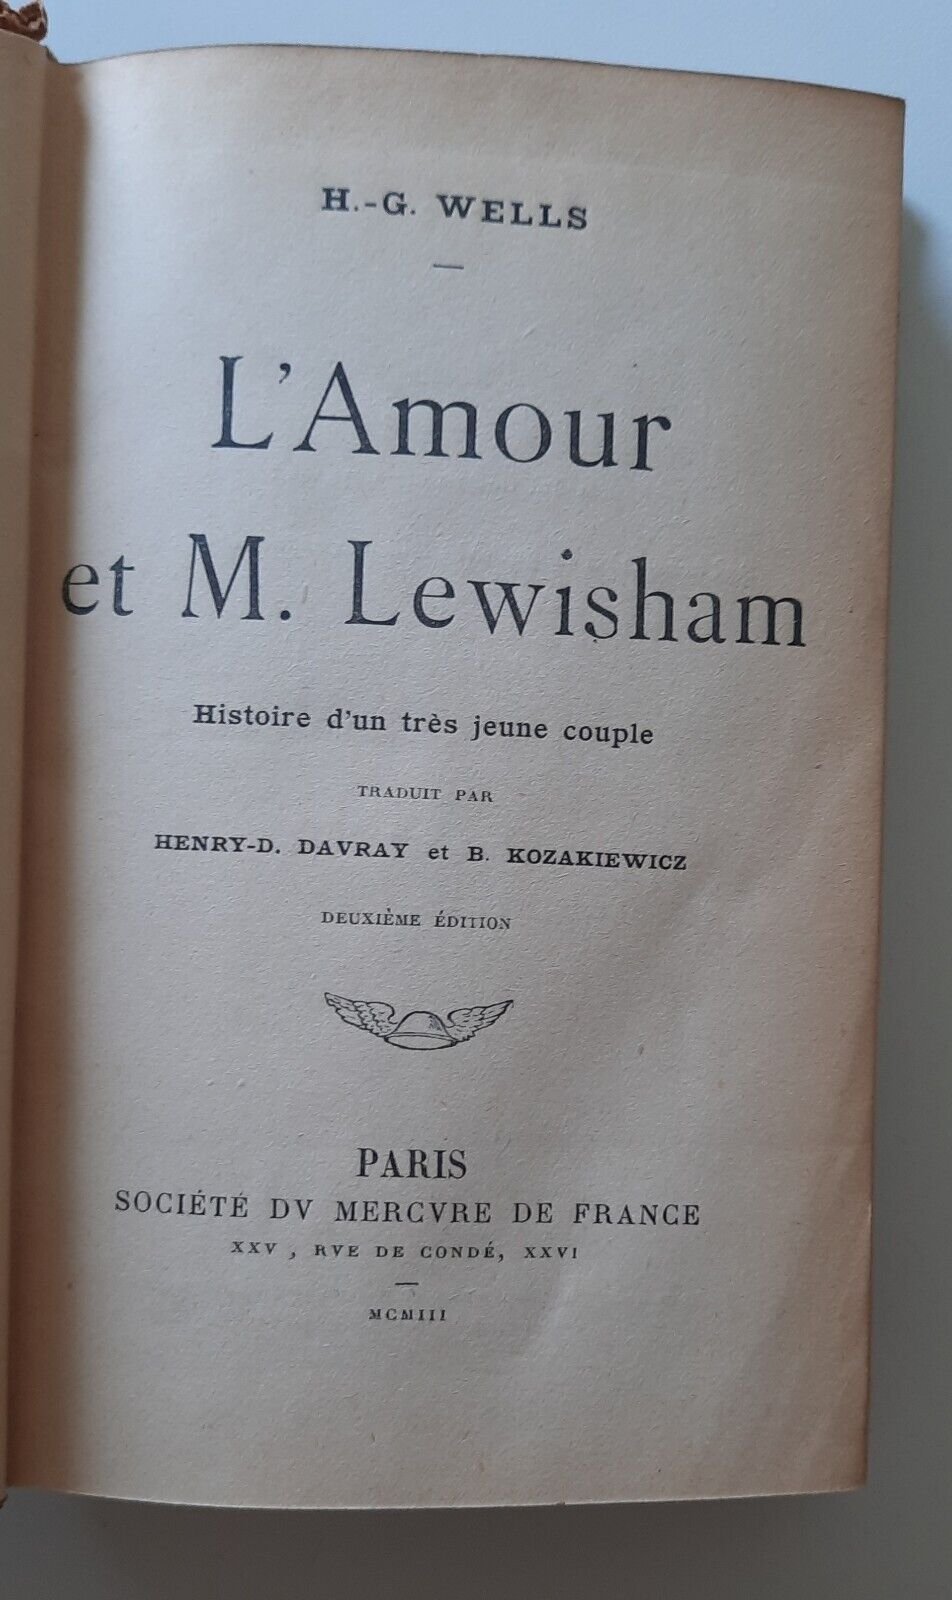 H.-G. WELLS
L'Amour
et M. Lewisham
Histoire d'un très jeune couple
TRADUIT PAR
HENRY-D. DAVRAY et B. KOZAKIEWICZ
DEUXIÈME ÉDITION
PARIS
SOCIÉTÉ DV MERCVRE DE FRANCE
XXV, RVE DE CONDÉ, XXVI
MCMIII